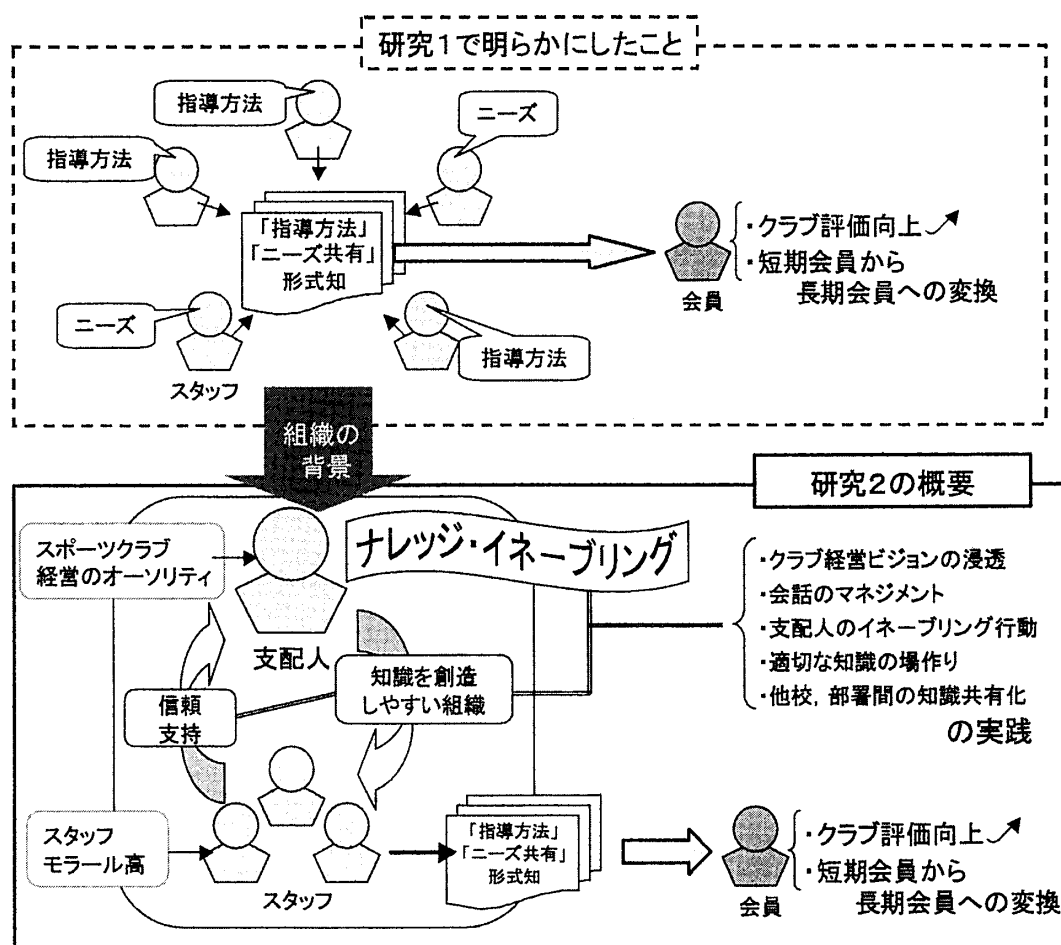 研究1で明らかにしたこと
指導方法
指導方法
ニーズ
「指導方法」
「ニーズ共有」
形式知
ニーズ
指導方法
スタッフ
会員
・クラブ評価向上
・短期会員から
長期会員への変換
組織の
背景
研究2の概要
スポーツクラブ
経営のオーソリティ
ナレッジ・イネーブリング
支配人
信頼
支持
知識を創造
しやすい組織
・クラブ経営ビジョンの浸透
・会話のマネジメント
・支配人のイネーブリング行動
・適切な知識の場作り
・他校，部署間の知識共有化
の実践
スタッフ
モラール高
スタッフ
「指導方法」
「ニーズ共有」
形式知
会員
・クラブ評価向上
・短期会員から
長期会員への変換